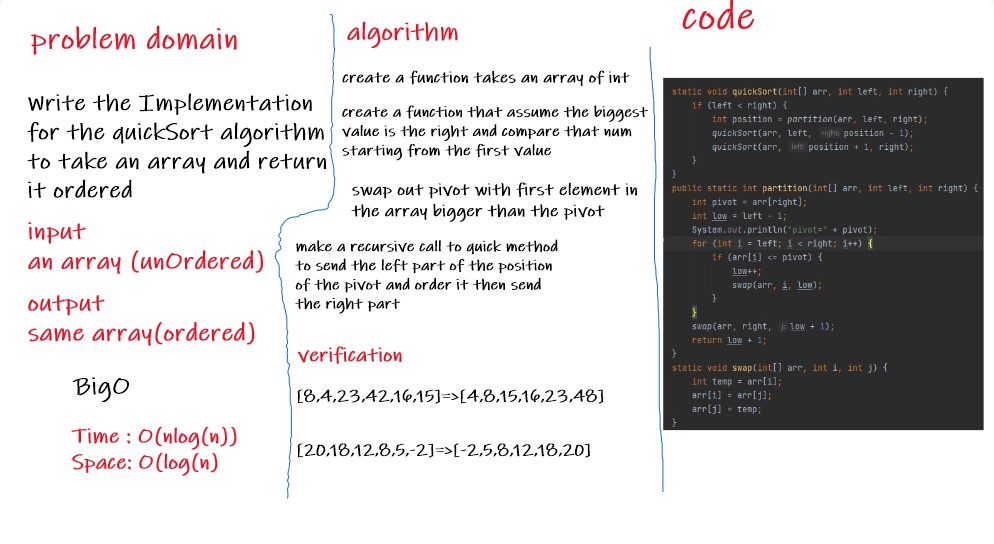 problem domain
Write the Implementation
for the quickSort algorithm
to take an array and return
it ordered
input
an array (unOrdered)
output
same array(ordered)
BigO
Time : O(nlog(n))
Space: O(log(n)
algorithm
create a function takes an array of int
create a function that assume the biggest
value is the right and compare that num
starting from the first value
swap out pivot with first element in
the array bigger than the pivot
make a recursive call to quick method
to send the left part of the position
of the pivot and order it then send
the right part
verification
[8,4,23,42,16,15]=>[4,8,15,16,23,48]
[20,18,12,8,5,-2]=>[-2,5,8,12,18,20]
code
static void quickSort(int[] arr, int left, int right) {
if (left < right) {
int position = partition(arr, left, right);
quickSort(arr, left, right: position - 1);
quickSort(arr, left: position + 1, right);
}
}
public static int partition(int[] arr, int left, int right) {
int pivot = arr[right];
int low = left - 1;
System.out.println("pivot=" + pivot);
for (int i = left; i < right; i++) {
if (arr[i] <= pivot) {
low++;
swap(arr, i, low);
}
}
swap(arr, right, j: low + 1);
return low + 1;
}
static void swap(int[] arr, int i, int j) {
int temp = arr[i];
arr[i] = arr[j];
arr[j] = temp;
}